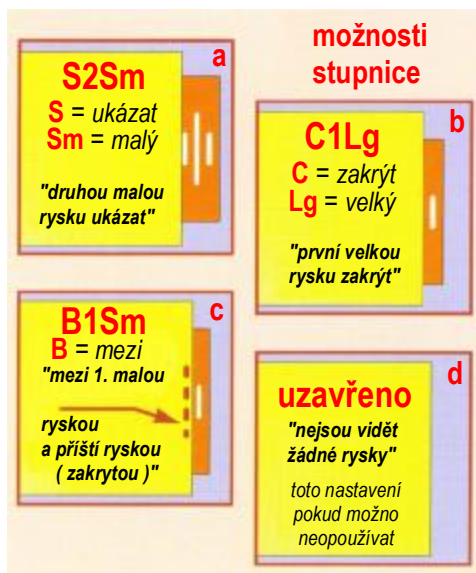 možnosti
stupnice
a
S2Sm
S = ukázat
Sm = malý
"druhou malou
rysku ukázat"
b
C1Lg
C = zakrýt
Lg = velký
"první velkou
rysku zakrýt"
c
B1Sm
B = mezi
"mezi 1. malou
ryskou
a příští ryskou
( zakrytou )"
d
uzavřeno
"nejsou vidět
žádné rysky"
toto nastavení
pokud možno
neopoužívat